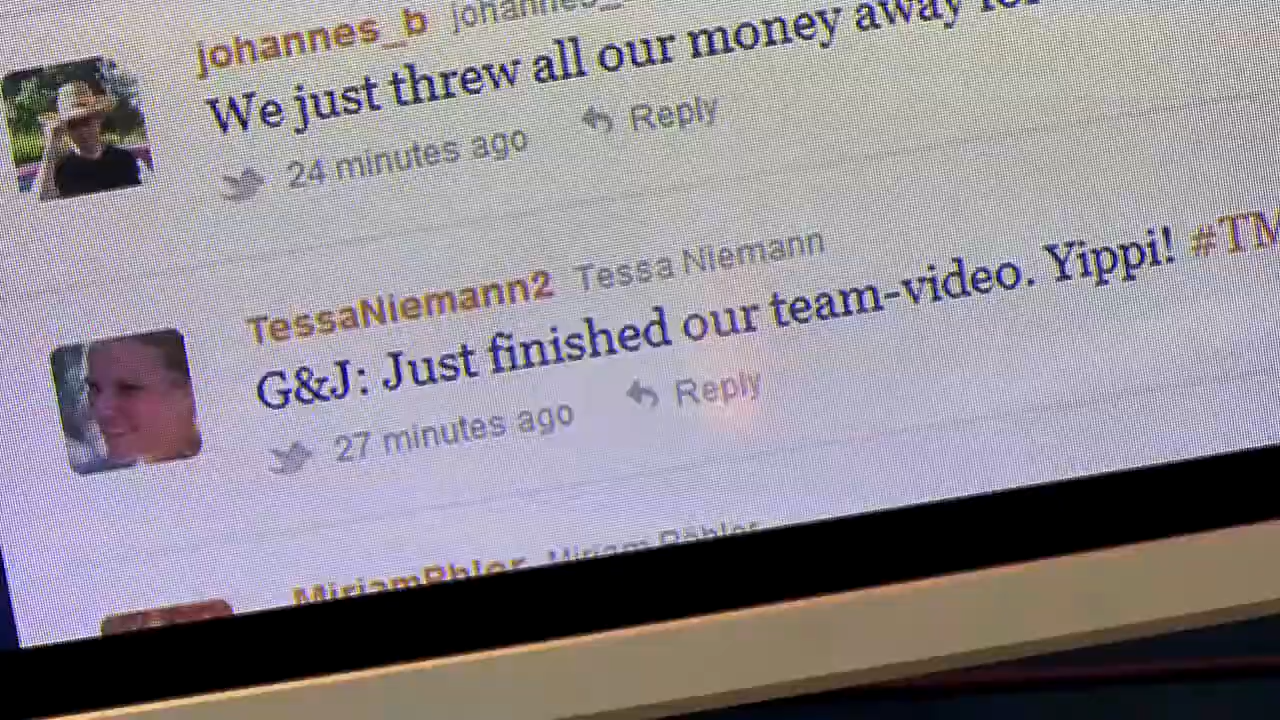 johannes_b
We just threw all our money away
24 minutes ago Reply
TessaNiemann2 Tessa Niemann
G&J: Just finished our team-video. Yippi!
27 minutes ago Reply